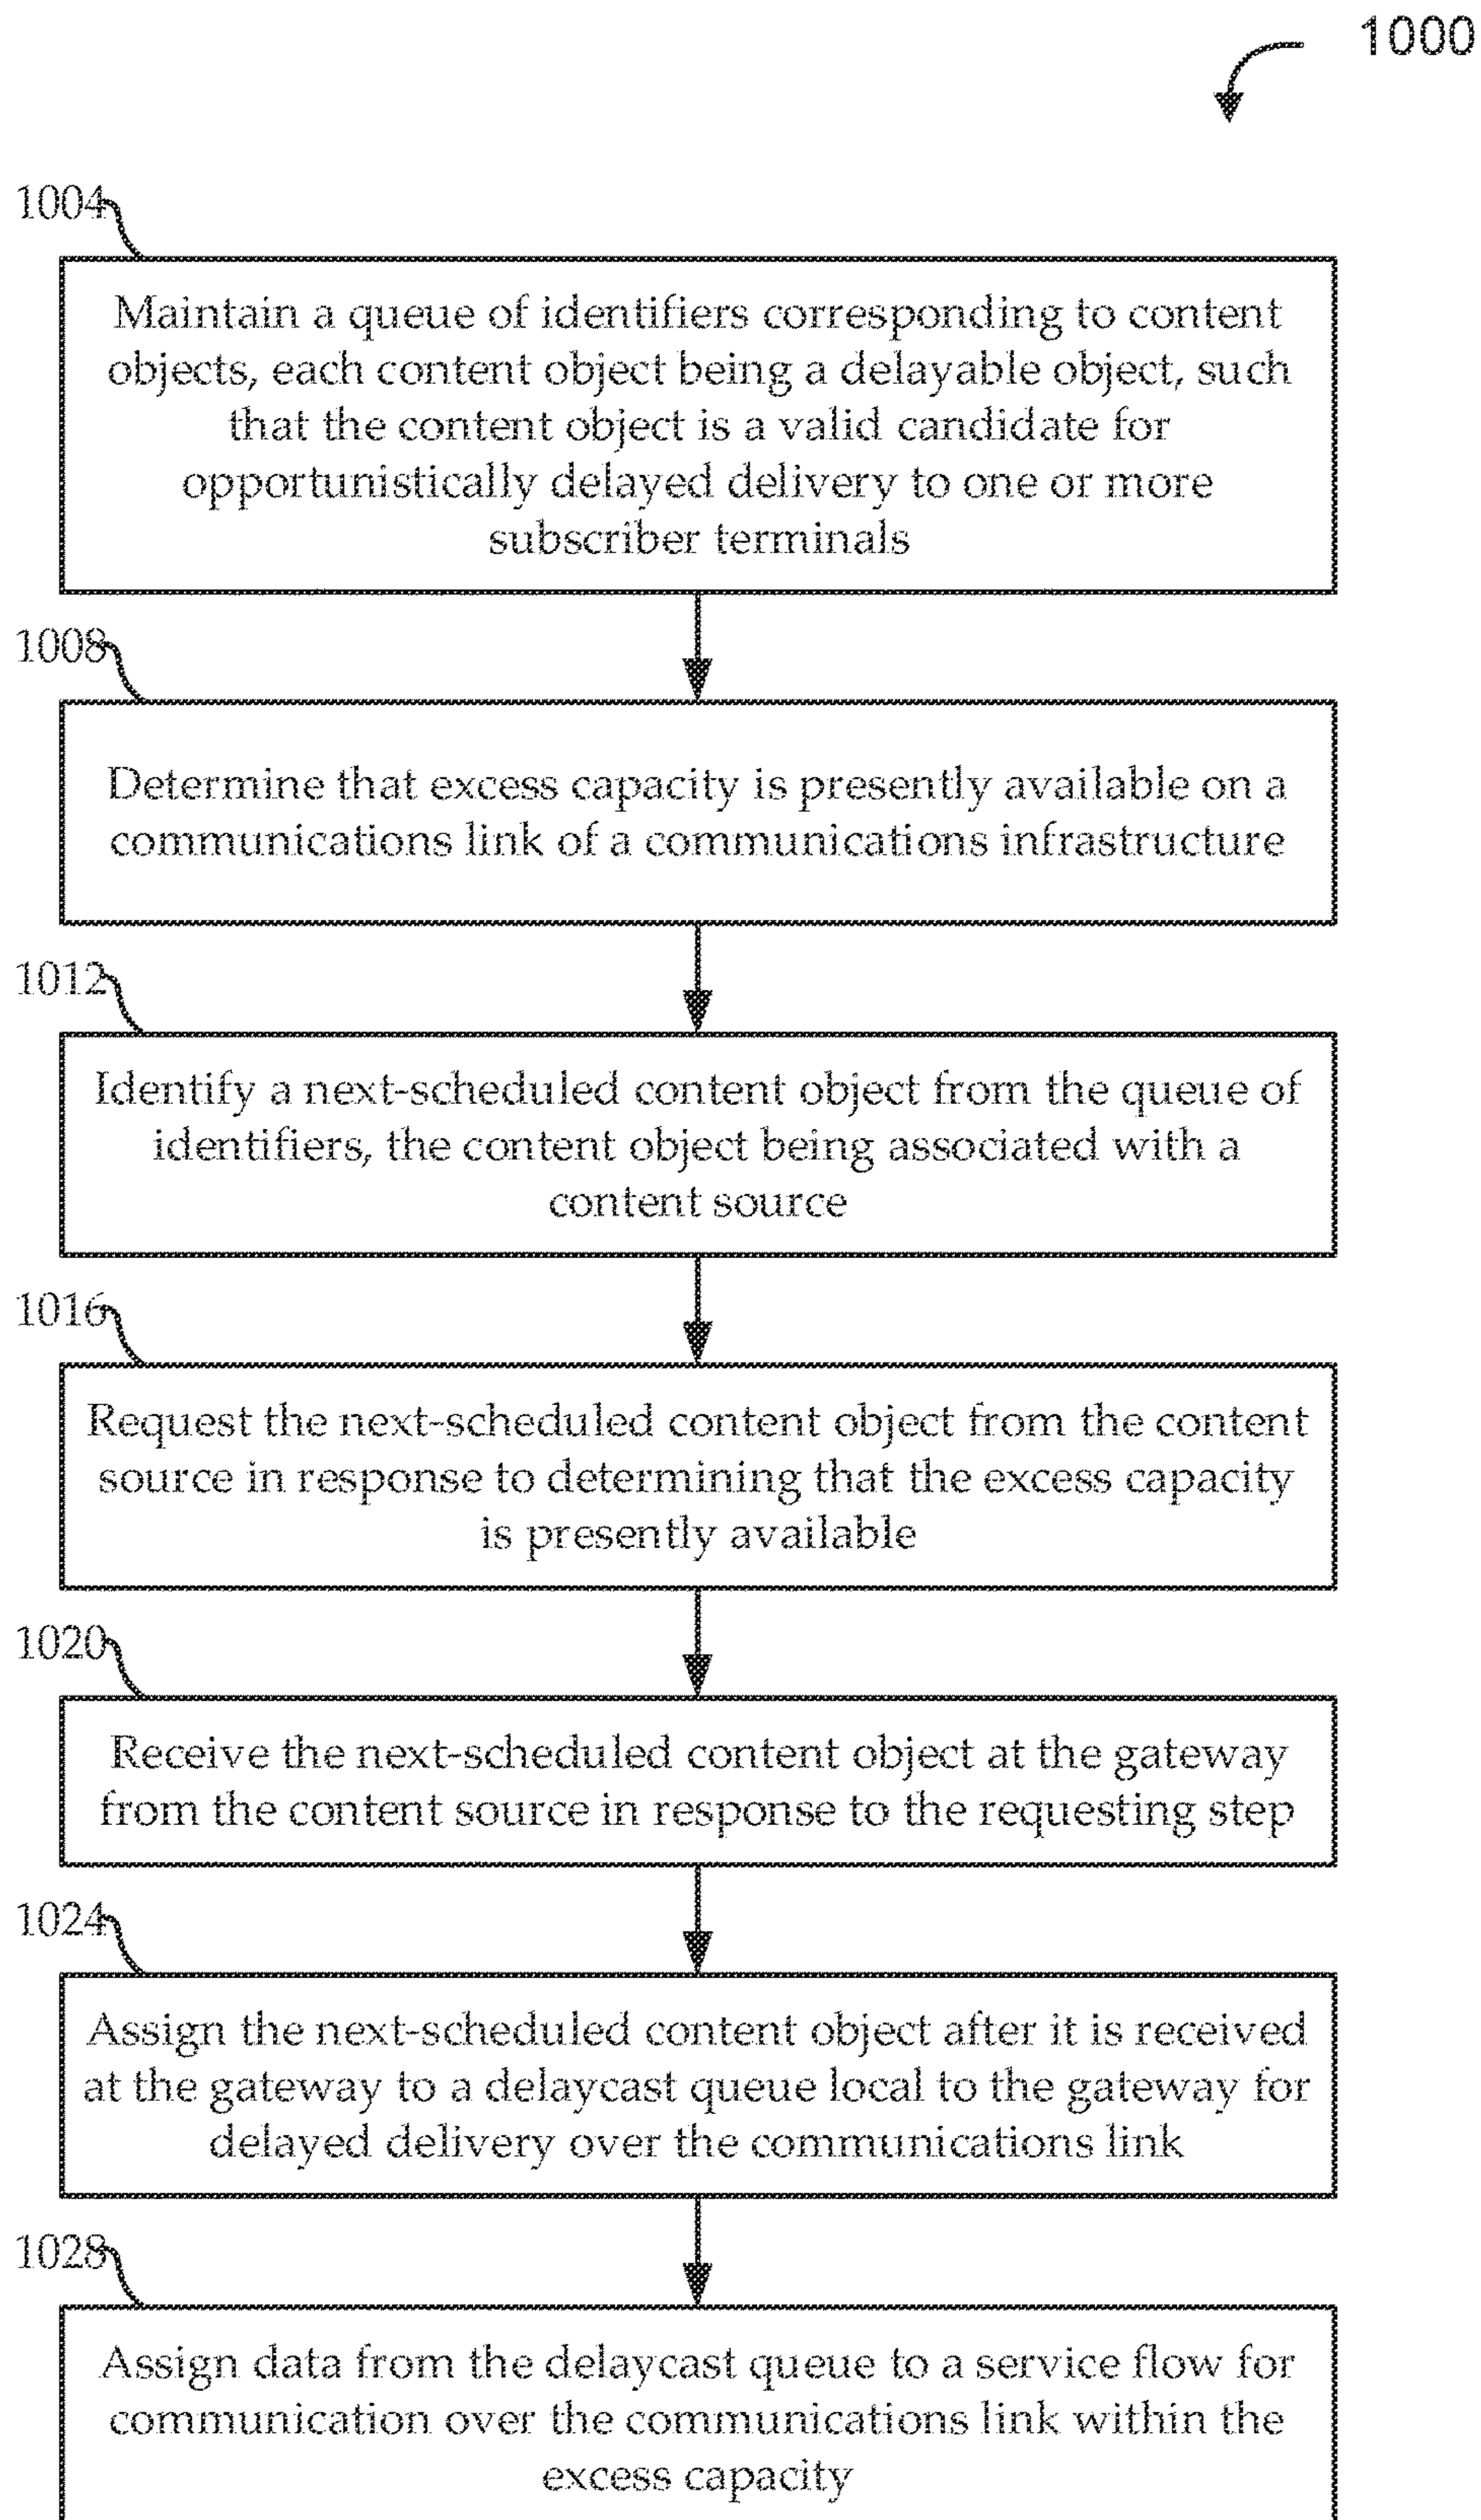 1000
1004
Maintain a queue of identifiers corresponding to content
objects, each content object being a delayable object, such
that the content object is a valid candidate for
opportunistically delayed delivery to one or more
subscriber terminals
1008
Determine that excess capacity is presently available on a
communications link of a communications infrastructure
1012
Identify a next-scheduled content object from the queue of
identifiers, the content object being associated with a
content source
1016
Request the next-scheduled content object from the content
source in response to determining that the excess capacity
is presently available
1020
Receive the next-scheduled content object at the gateway
from the content source in response to the requesting step
1024
Assign the next-scheduled content object after it is received
at the gateway to a delaycast queue local to the gateway for
delayed delivery over the communications link
1028
Assign data from the delaycast queue to a service flow for
communication over the communications link within the
excess capacity